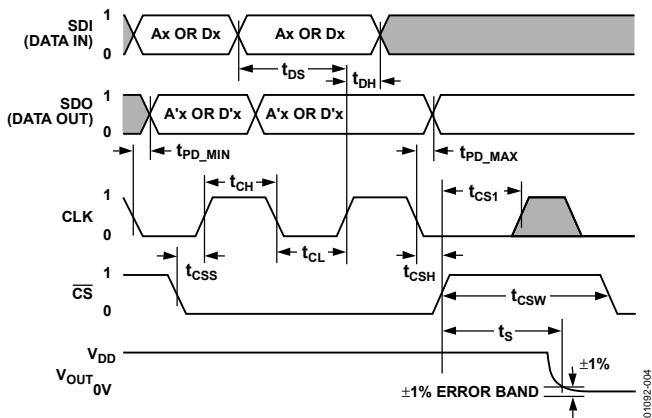 SDI
(DATA IN)
1
0
Ax OR Dx
Ax OR Dx
tDS
tDH
SDO
(DATA OUT)
1
0
A'x OR D'x
A'x OR D'x
tPD_MIN
tPD_MAX
CLK
1
0
tCH
tCL
tCS1
tCSS
tCSH
CS
1
0
tCSW
tS
VDD
VOUT
0V
±1%
±1% ERROR BAND
01092-004